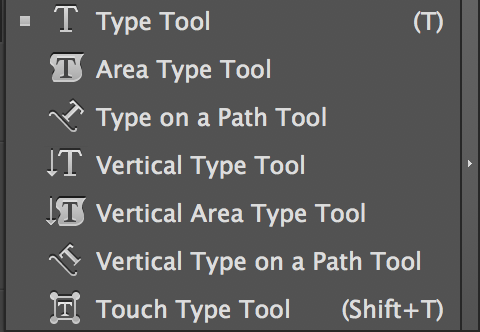 Type Tool (T)
Area Type Tool
Type on a Path Tool
Vertical Type Tool
Vertical Area Type Tool
Vertical Type on a Path Tool
Touch Type Tool (Shift+T)